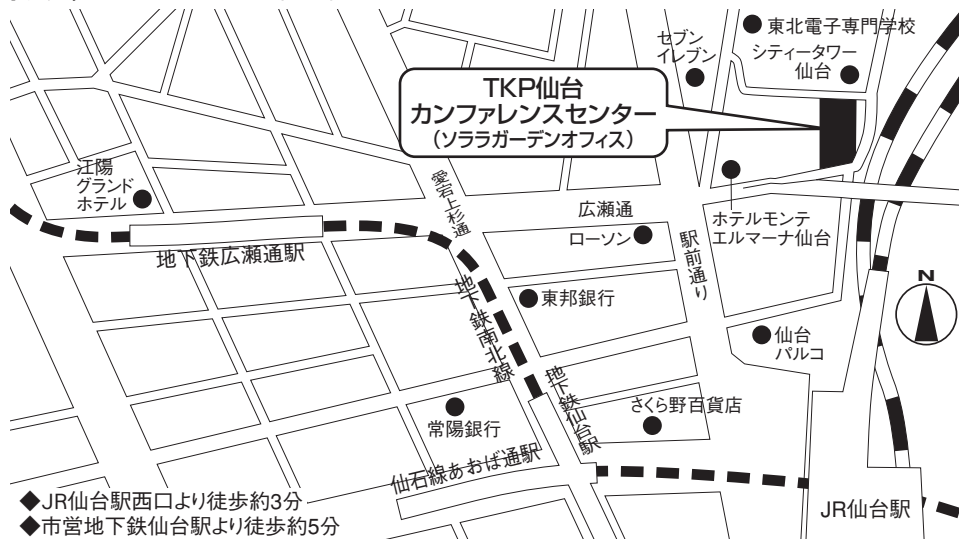 東北電子専門学校
セブン
イレブン
シティータワー
仙台
TKP仙台
カンファレンスセンター
(ソララガーデンオフィス)
江陽
グランド
ホテル
愛宕上杉通
広瀬通
ホテルモンテ
エルマーナ仙台
ローソン
駅前通り
地下鉄広瀬通駅
N
地下鉄南北線
東邦銀行
仙台
パルコ
地下鉄仙台駅
さくら野百貨店
常陽銀行
仙石線あおば通駅
◆JR仙台駅西口より徒歩約3分
JR仙台駅
◆市営地下鉄仙台駅より徒歩約5分